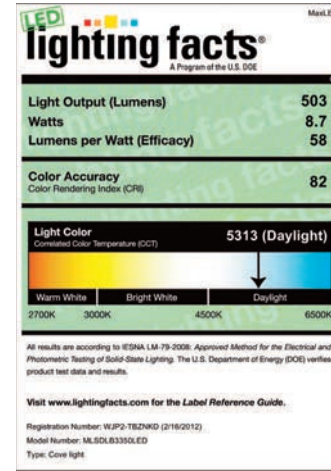 MaxLE
LED
lighting facts®
A Program of the U.S. DOE
Light Output (Lumens) 503
Watts 8.7
Lumens per Watt (Efficacy) 58
Color Accuracy 82
Color Rendering Index (CRI)
Light Color 5313 (Daylight)
Correlated Color Temperature (CCT)
Warm White Bright White Daylight
2700K 3000K 4500K 6500K
All results are according to IESNA LM-79-2008: Approved Method for the Electrical and
Photometric Testing of Solid-State Lighting. The U.S. Department of Energy (DOE) verifies
product test data and results.
Visit www.lightingfacts.com for the Label Reference Guide.
Registration Number: WJP2-TBZNKD (2/16/2012)
Model Number: MLSDLB3350LED
Type: Cove light